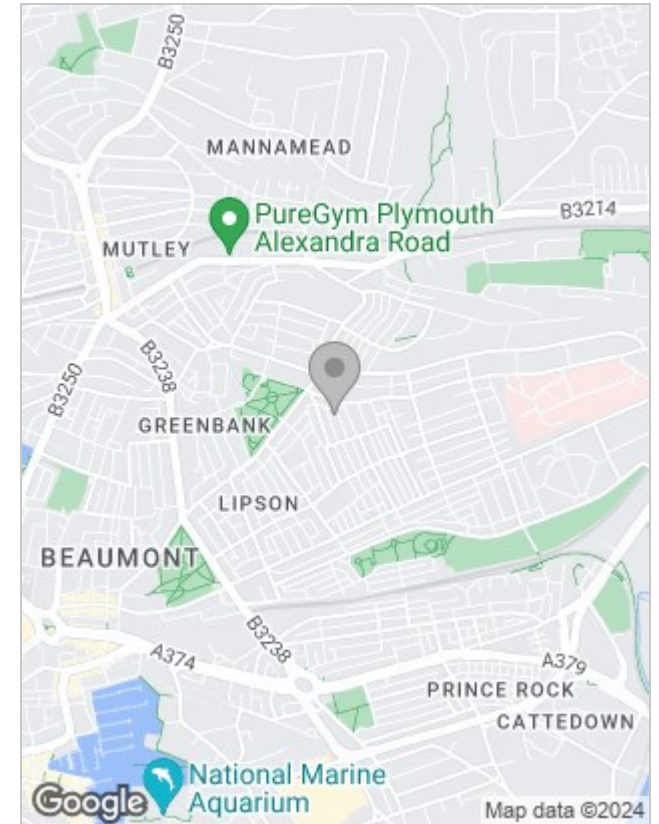 B3250
MANNAMEAD
PureGym Plymouth
Alexandra Road
B3214
MUTLEY
B3238
B3250
GREENBANK
LIPSON
BEAUMONT
B3238
A374
A379
PRINCE ROCK
CATTEDOWN
National Marine
Aquarium
Google
Map data ©2024